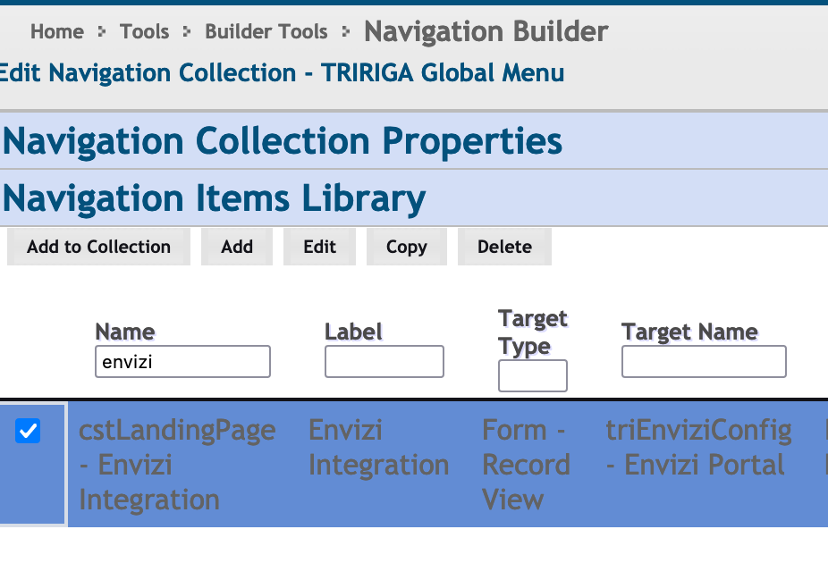 Home Tools Builder Tools Navigation Builder
Edit Navigation Collection - TRIRIGA Global Menu
Navigation Collection Properties
Navigation Items Library
Add to Collection Add Edit Copy Delete
Name Label Target Type Target Name
envizi
cstLandingPage - Envizi Integration
Envizi Integration
Form - Record View
triEnviziConfig - Envizi Portal